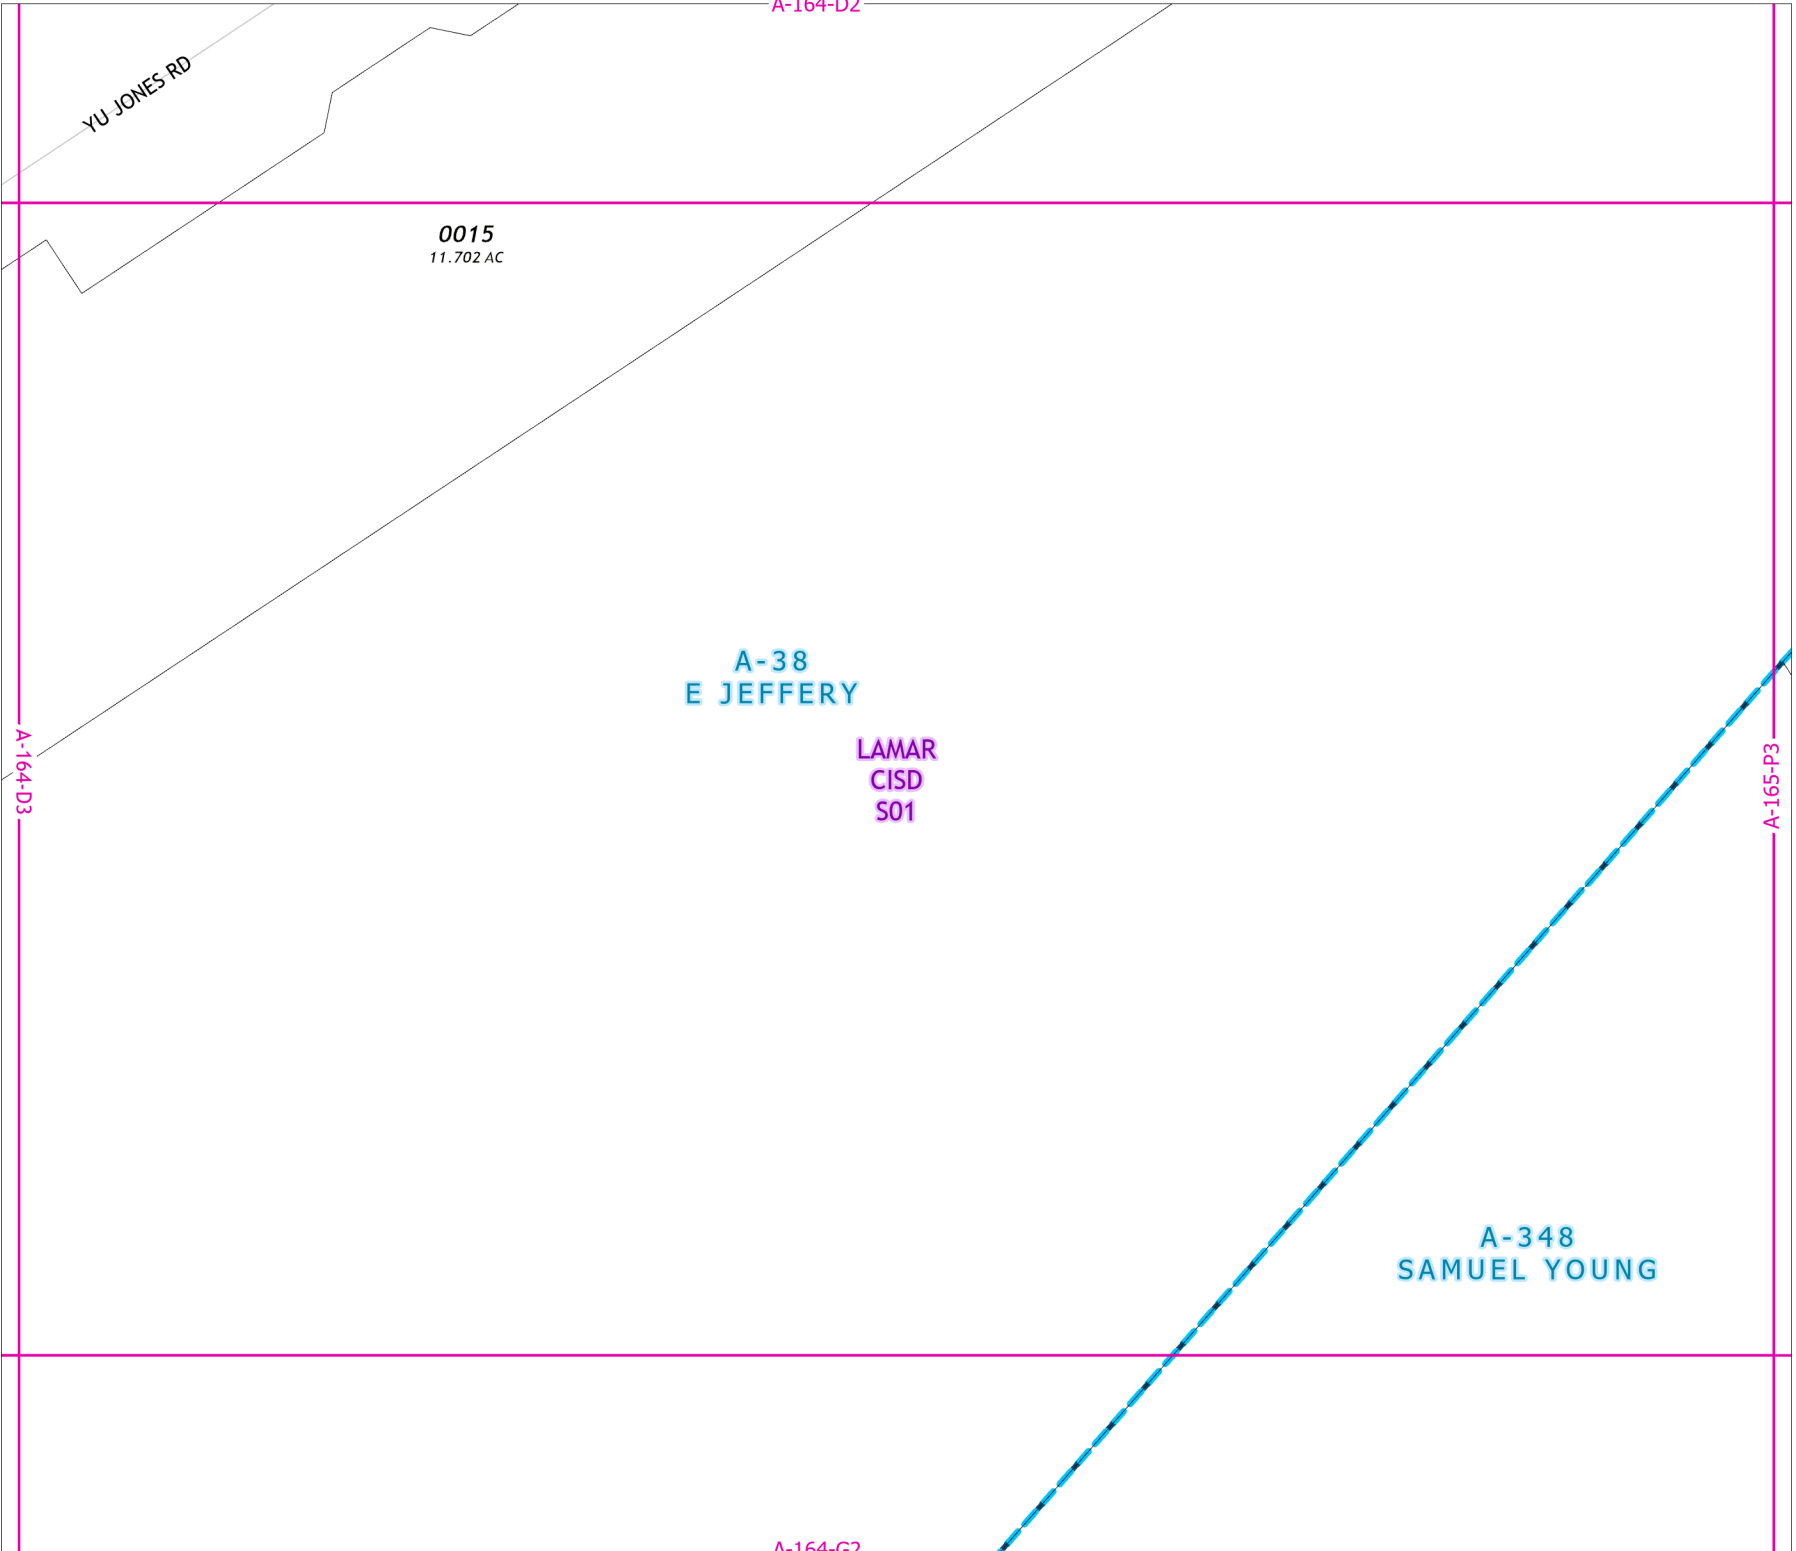 A-164-D2
YU JONES RD
0015
11.702 AC
A-38
E JEFFERY
LAMAR
CISD
S01
A-164-D3
A-165-P3
A-348
SAMUEL YOUNG
A-164-G2